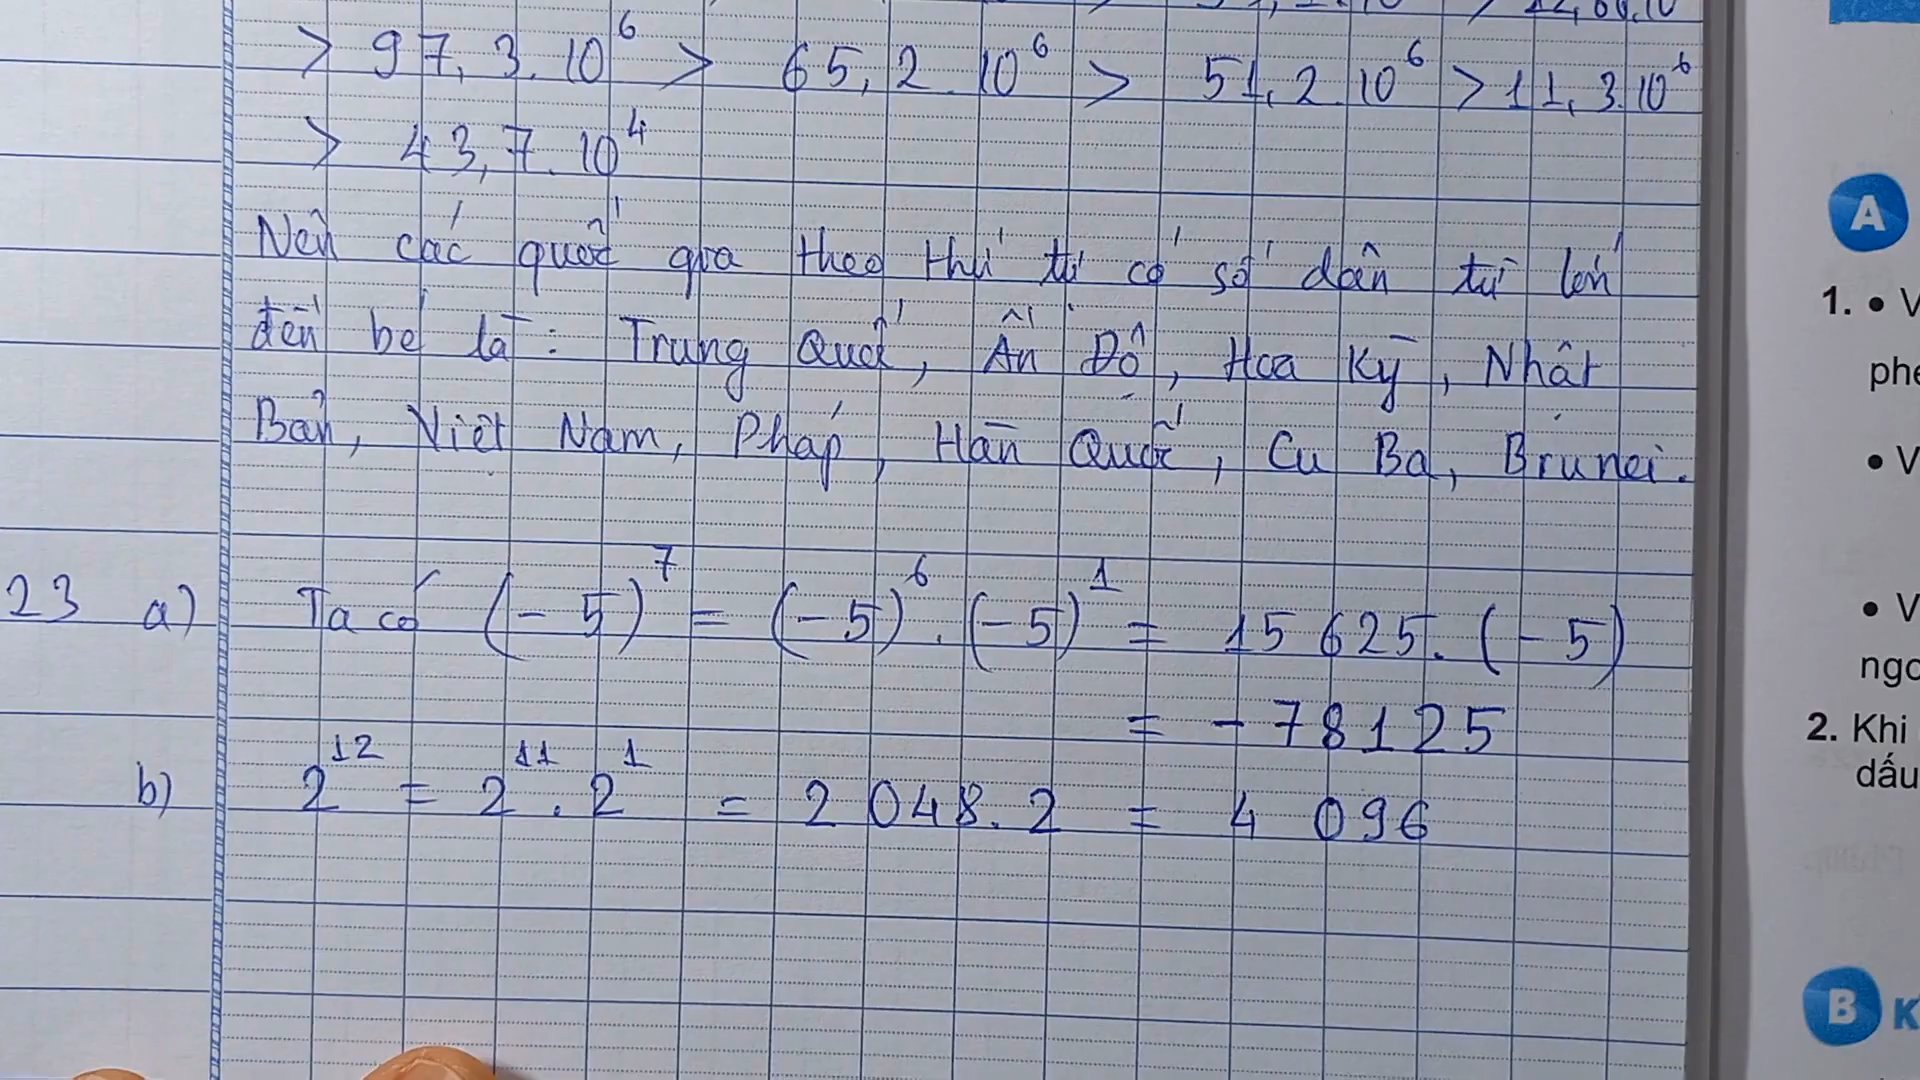 > 97,3.10⁶ > 65,2.10⁶ > 51,2.10⁶ > 11,3.10⁶
> 43,7.10⁴
Nên các quốc gia theo thứ tự có số dân từ lớn
đến bé là: Trung Quốc, Ấn Độ, Hoa Kỳ, Nhật
Bản, Việt Nam, Pháp, Hàn Quốc, Cu Ba, Brunei.
23 a) Ta có (-5)⁷ = (-5)⁶ . (-5)¹ = 15 625. (-5)
= - 78125
b) 2¹² = 2¹¹ . 2¹ = 2 048. 2 = 4 096
A
1. • V
phe
• V
• V
ngo
2. Khi
dấu
B K